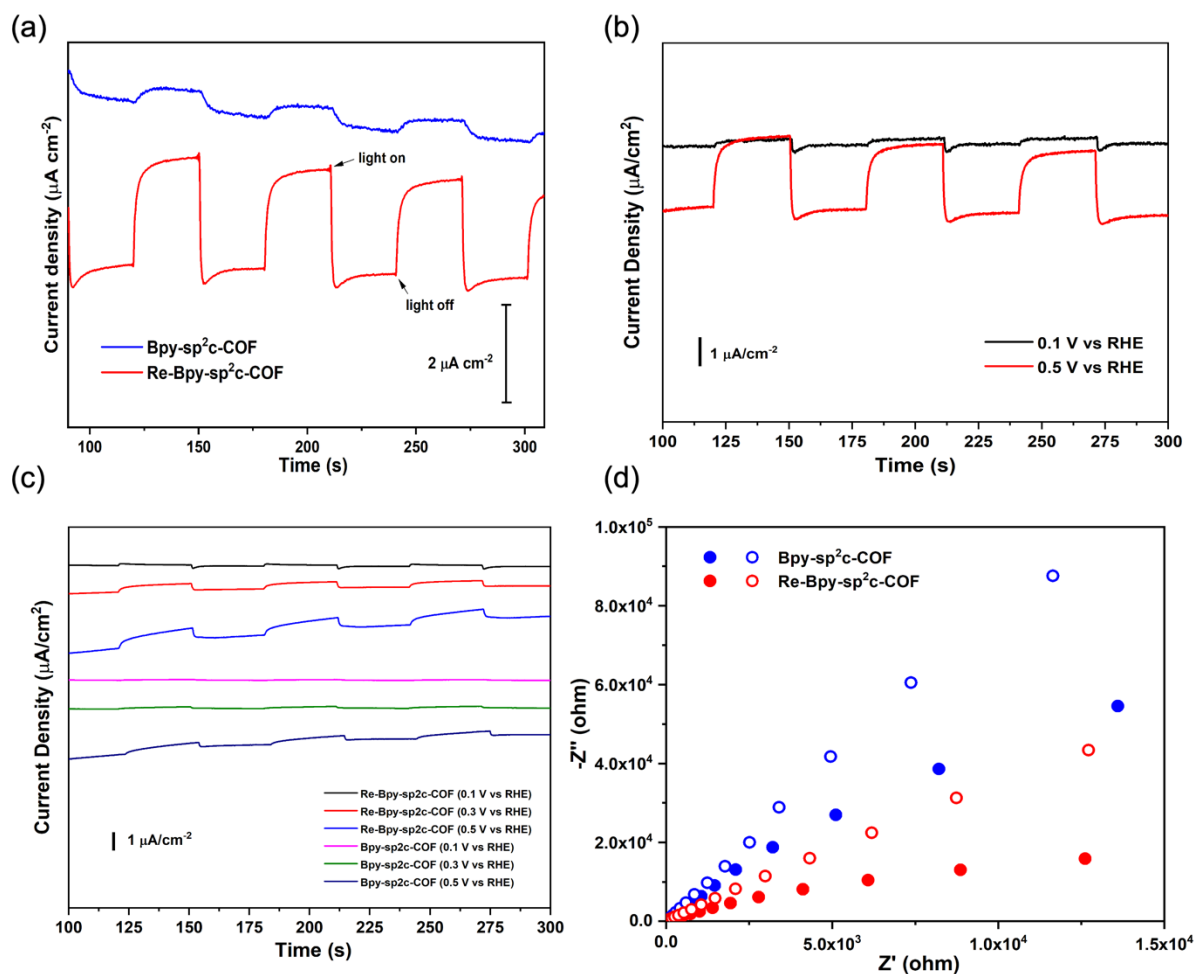 (a)
Current density (μA cm⁻²)
light on
light off
Bpy-sp²c-COF
Re-Bpy-sp²c-COF
2 μA cm⁻²
100 150 200 250 300
Time (s)
(b)
Current Density (μA/cm²)
1 μA/cm⁻²
0.1 V vs RHE
0.5 V vs RHE
100 125 150 175 200 225 250 275 300
Time (s)
(c)
Current Density (μA/cm²)
Re-Bpy-sp2c-COF (0.1 V vs RHE)
Re-Bpy-sp2c-COF (0.3 V vs RHE)
Re-Bpy-sp2c-COF (0.5 V vs RHE)
Bpy-sp2c-COF (0.1 V vs RHE)
Bpy-sp2c-COF (0.3 V vs RHE)
Bpy-sp2c-COF (0.5 V vs RHE)
1 μA/cm⁻²
100 125 150 175 200 225 250 275 300
Time (s)
(d)
-Z'' (ohm)
1.0x10⁵
8.0x10⁴
6.0x10⁴
4.0x10⁴
2.0x10⁴
0.0
Bpy-sp²c-COF
Re-Bpy-sp²c-COF
0.0 5.0x10³ 1.0x10⁴ 1.5x10⁴
Z' (ohm)